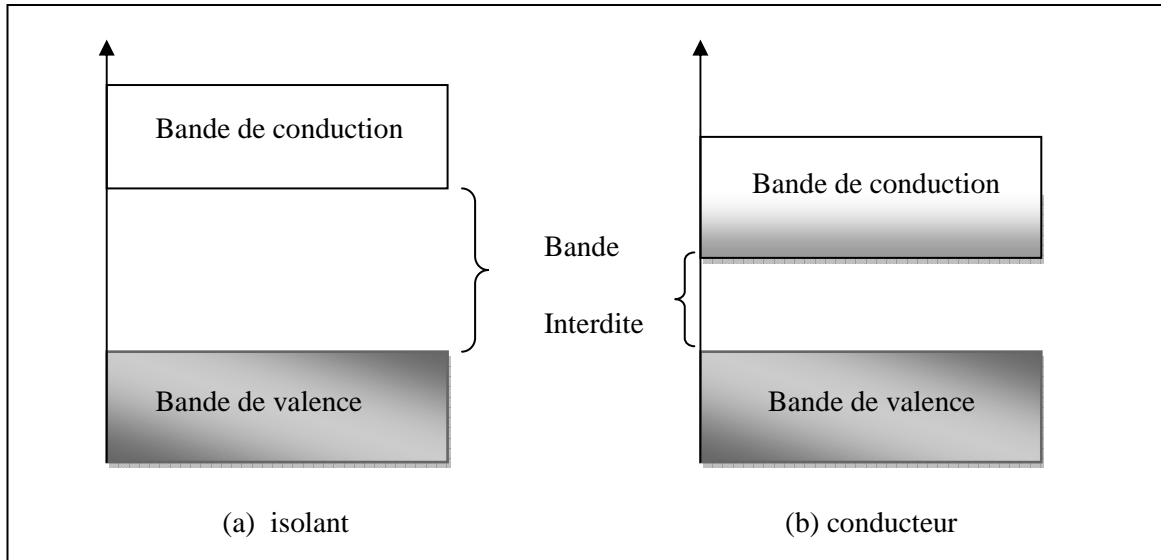 Bande de conduction
Bande de valence
Bande
Interdite
Bande de conduction
Bande de valence
(a) isolant
(b) conducteur